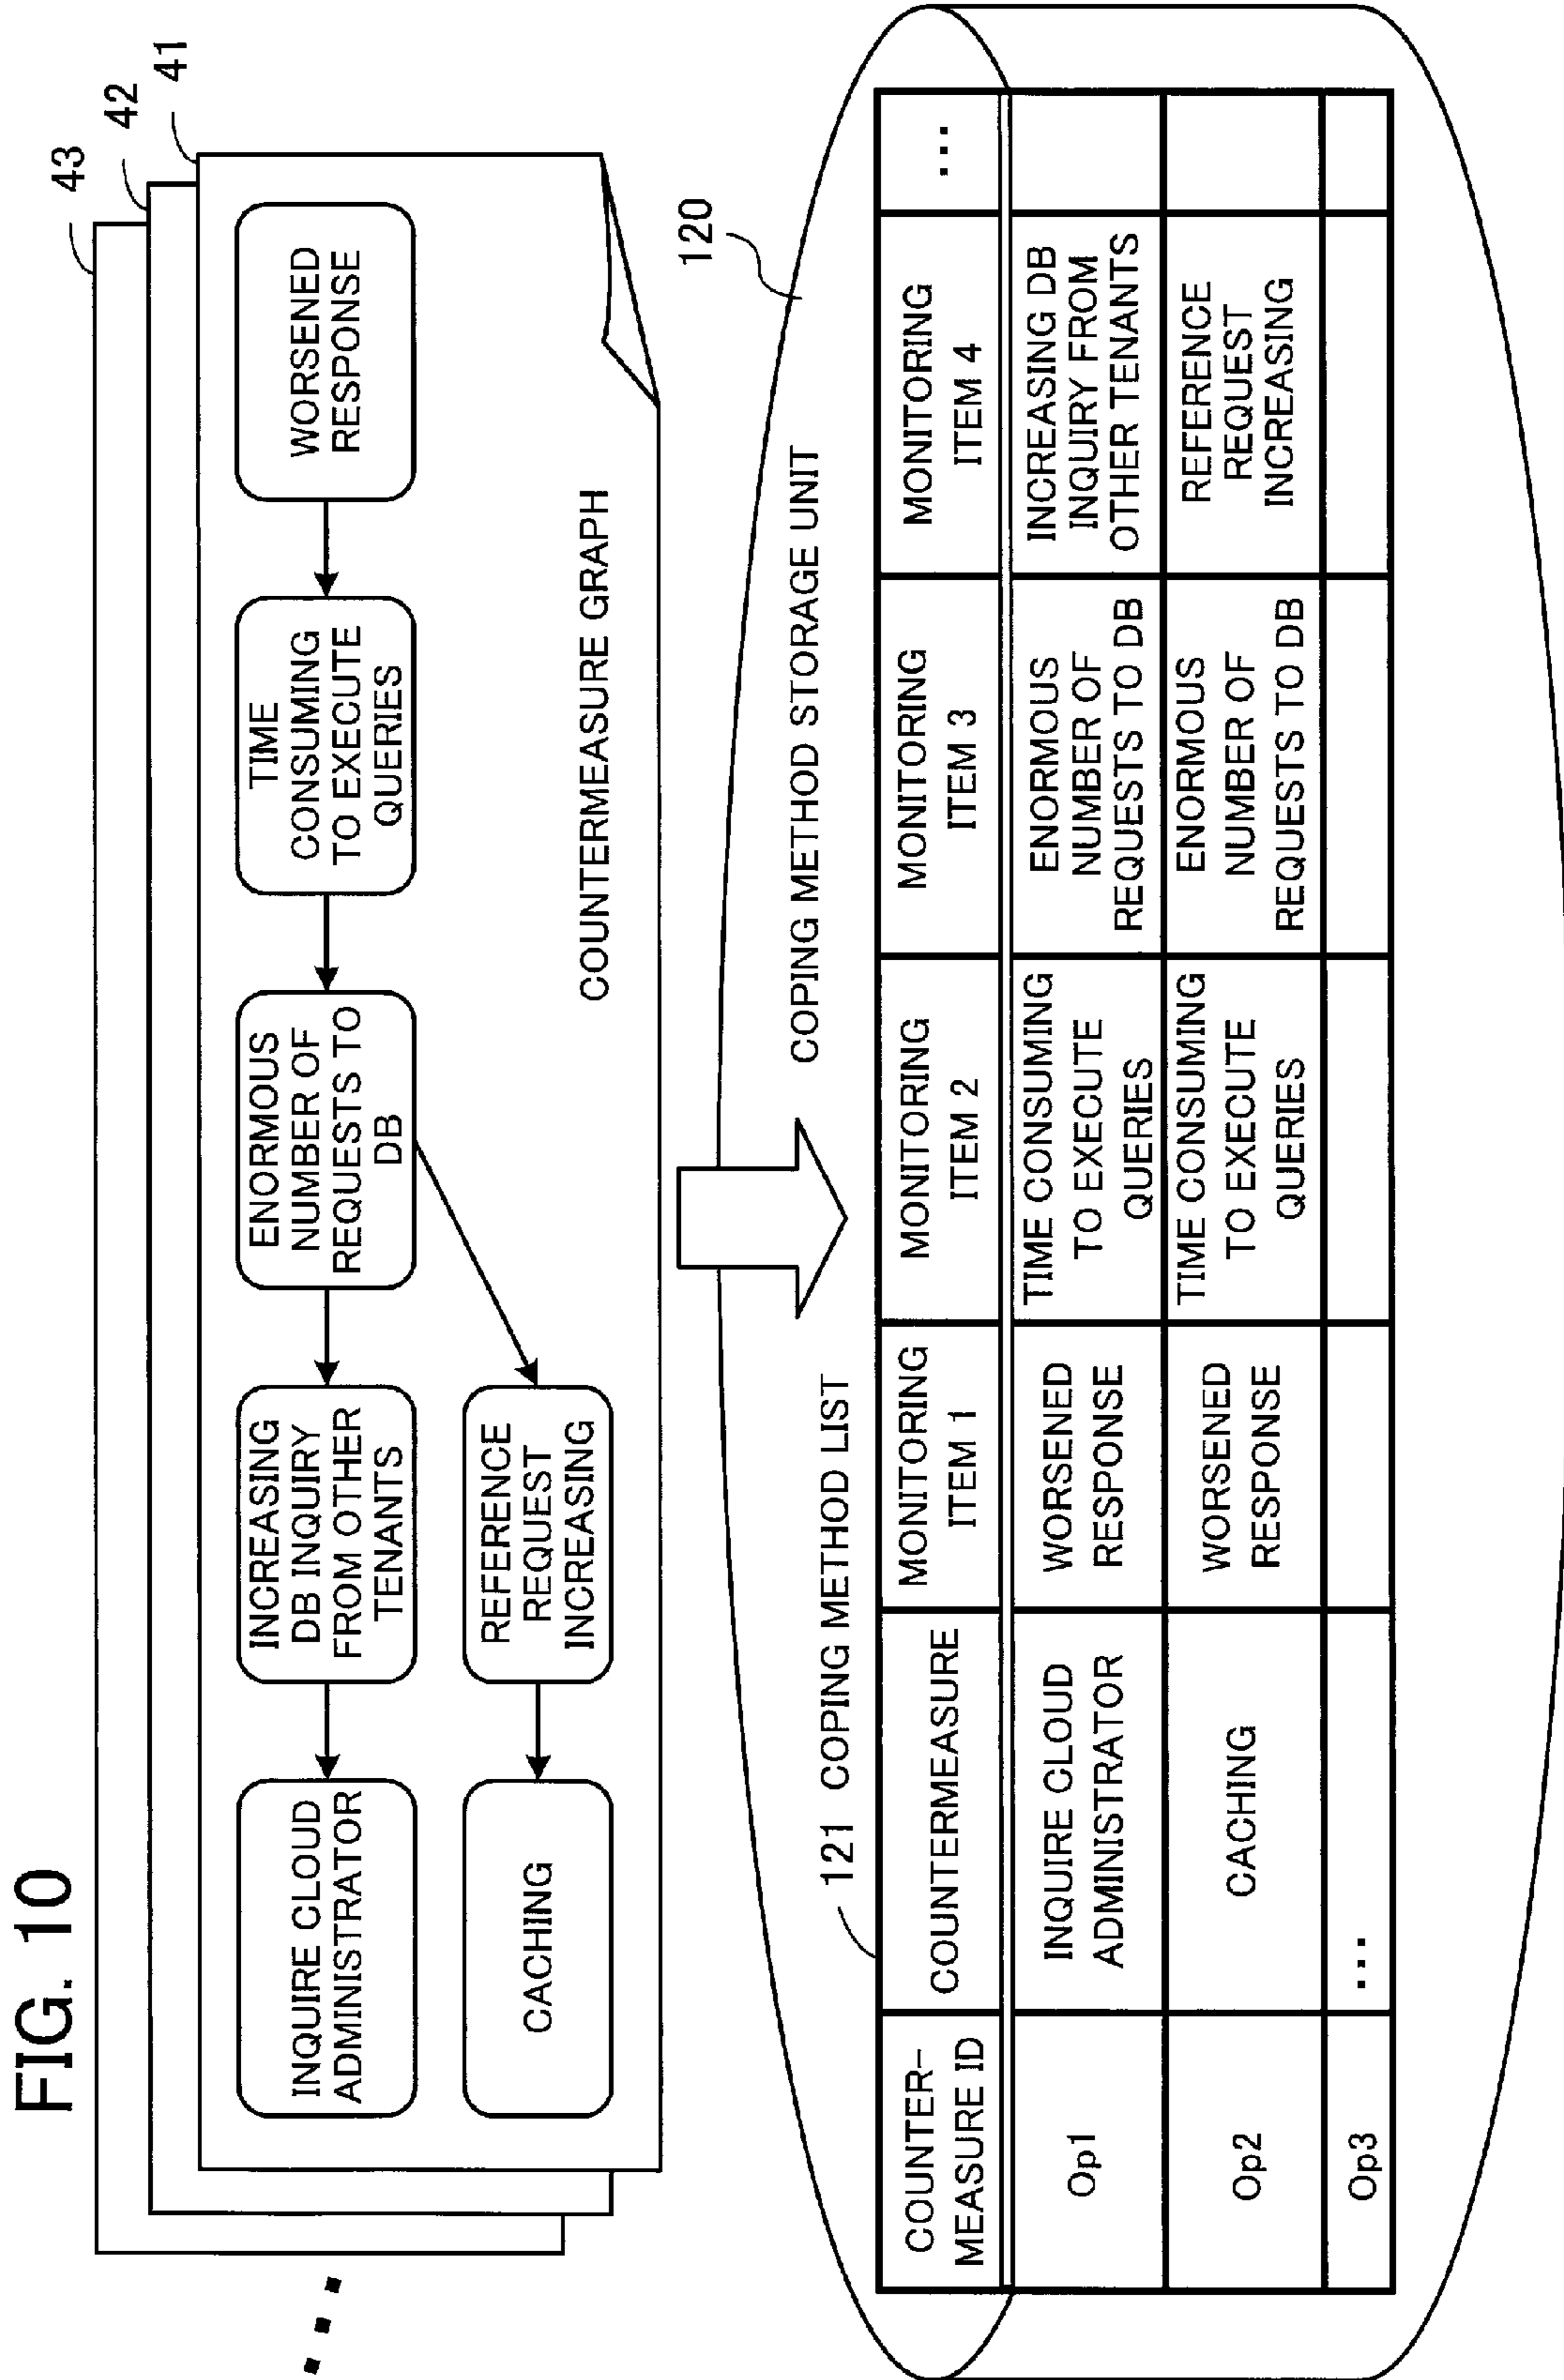 FIG. 10
43
42
41
INQUIRE CLOUD
ADMINISTRATOR
INCREASING
DB INQUIRY
FROM OTHER
TENANTS
ENORMOUS
NUMBER OF
REQUESTS TO
DB
TIME
CONSUMING
TO EXECUTE
QUERIES
WORSENED
RESPONSE
CACHING
REFERENCE
REQUEST
INCREASING
COUNTERMEASURE GRAPH
...
120
COPING METHOD STORAGE UNIT
121 COPING METHOD LIST
COUNTER-
MEASURE ID
COUNTERMEASURE
MONITORING
ITEM 1
MONITORING
ITEM 2
MONITORING
ITEM 3
MONITORING
ITEM 4
...
Op1
INQUIRE CLOUD
ADMINISTRATOR
WORSENED
RESPONSE
TIME CONSUMING
TO EXECUTE
QUERIES
ENORMOUS
NUMBER OF
REQUESTS TO DB
INCREASING DB
INQUIRY FROM
OTHER TENANTS
Op2
CACHING
WORSENED
RESPONSE
TIME CONSUMING
TO EXECUTE
QUERIES
ENORMOUS
NUMBER OF
REQUESTS TO DB
REFERENCE
REQUEST
INCREASING
Op3
...